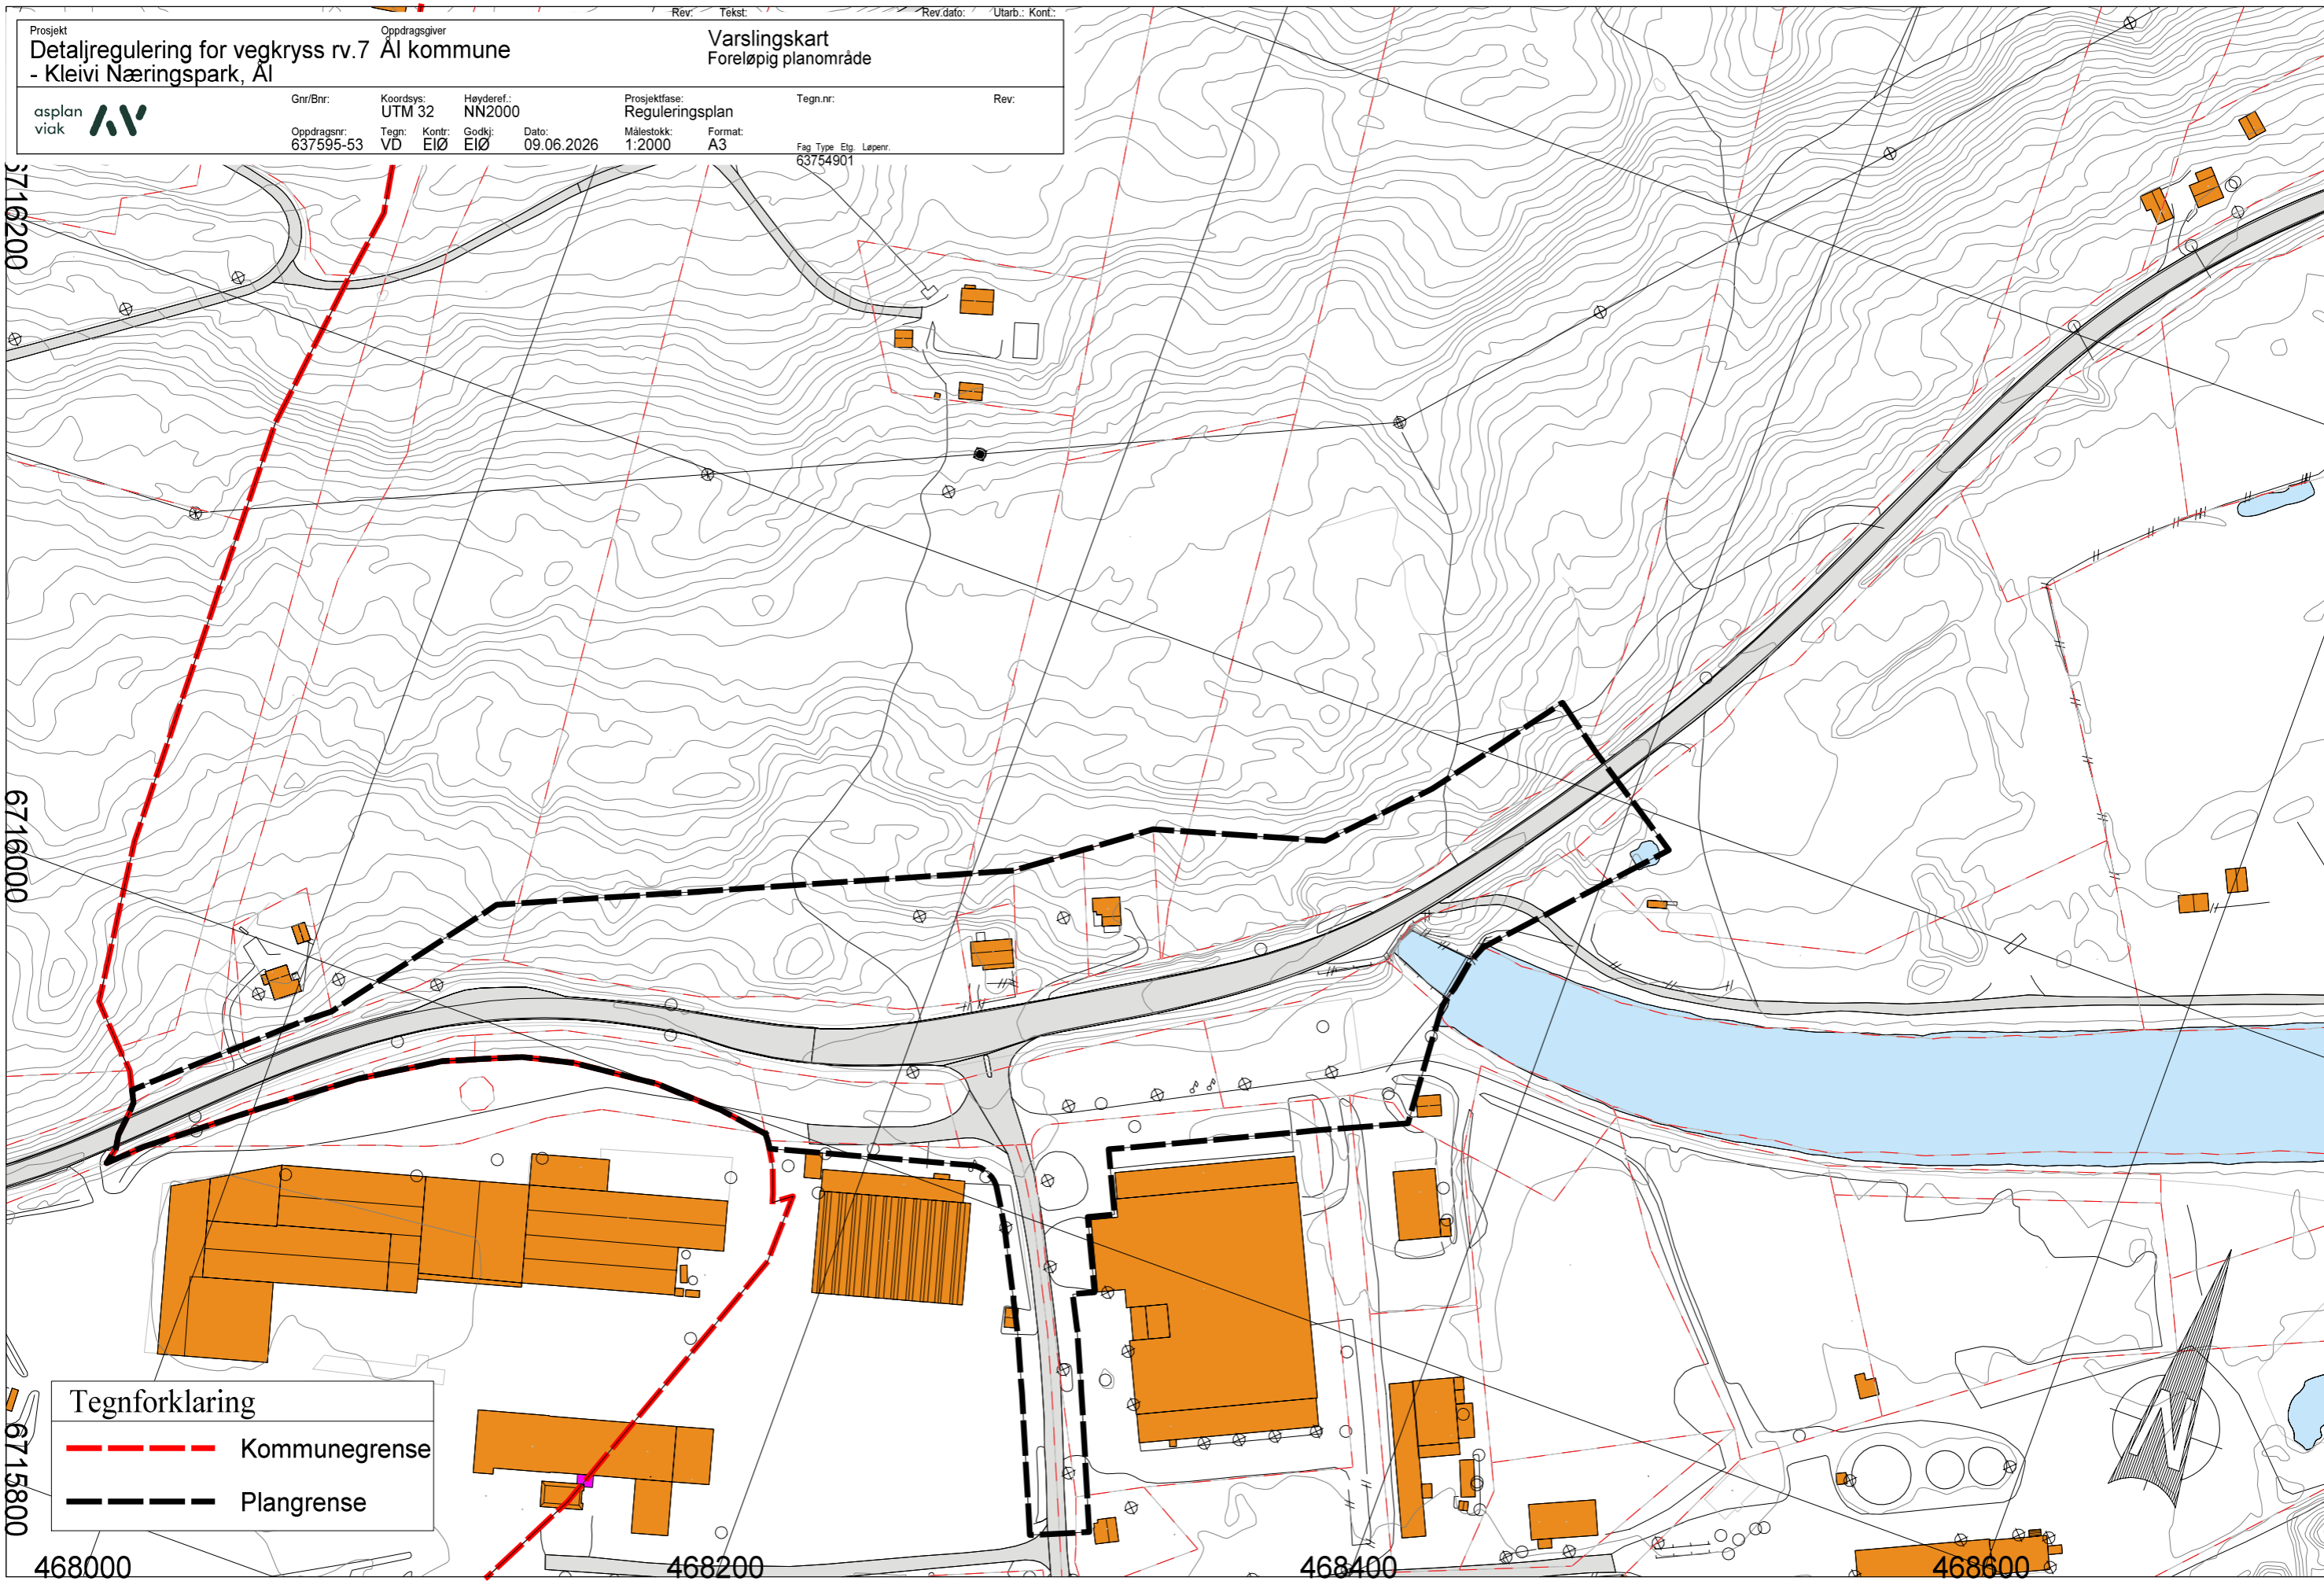 Rev: Tekst: Rev.dato: Utarb.: Kont.:
Prosjekt Oppdragsgiver
Detaljregulering for vegkryss rv.7 Ål kommune
- Kleivi Næringspark, Ål
Varslingskart
Foreløpig planområde
asplan
viak
Gnr/Bnr: Koordsys: Høyderef.: Prosjektfase: Tegn.nr: Rev:
UTM 32 NN2000 Reguleringsplan
Oppdragsnr: Tegn: Kontr: Godkj: Dato: Målestokk: Format:
637595-53 VD EIØ EIØ 09.06.2026 1:2000 A3
Fag Type Etg. Løpenr.
63754901
6716200
6716000
6715800
Tegnforklaring
Kommunegrense
Plangrense
N
468000 468200 468400 468600